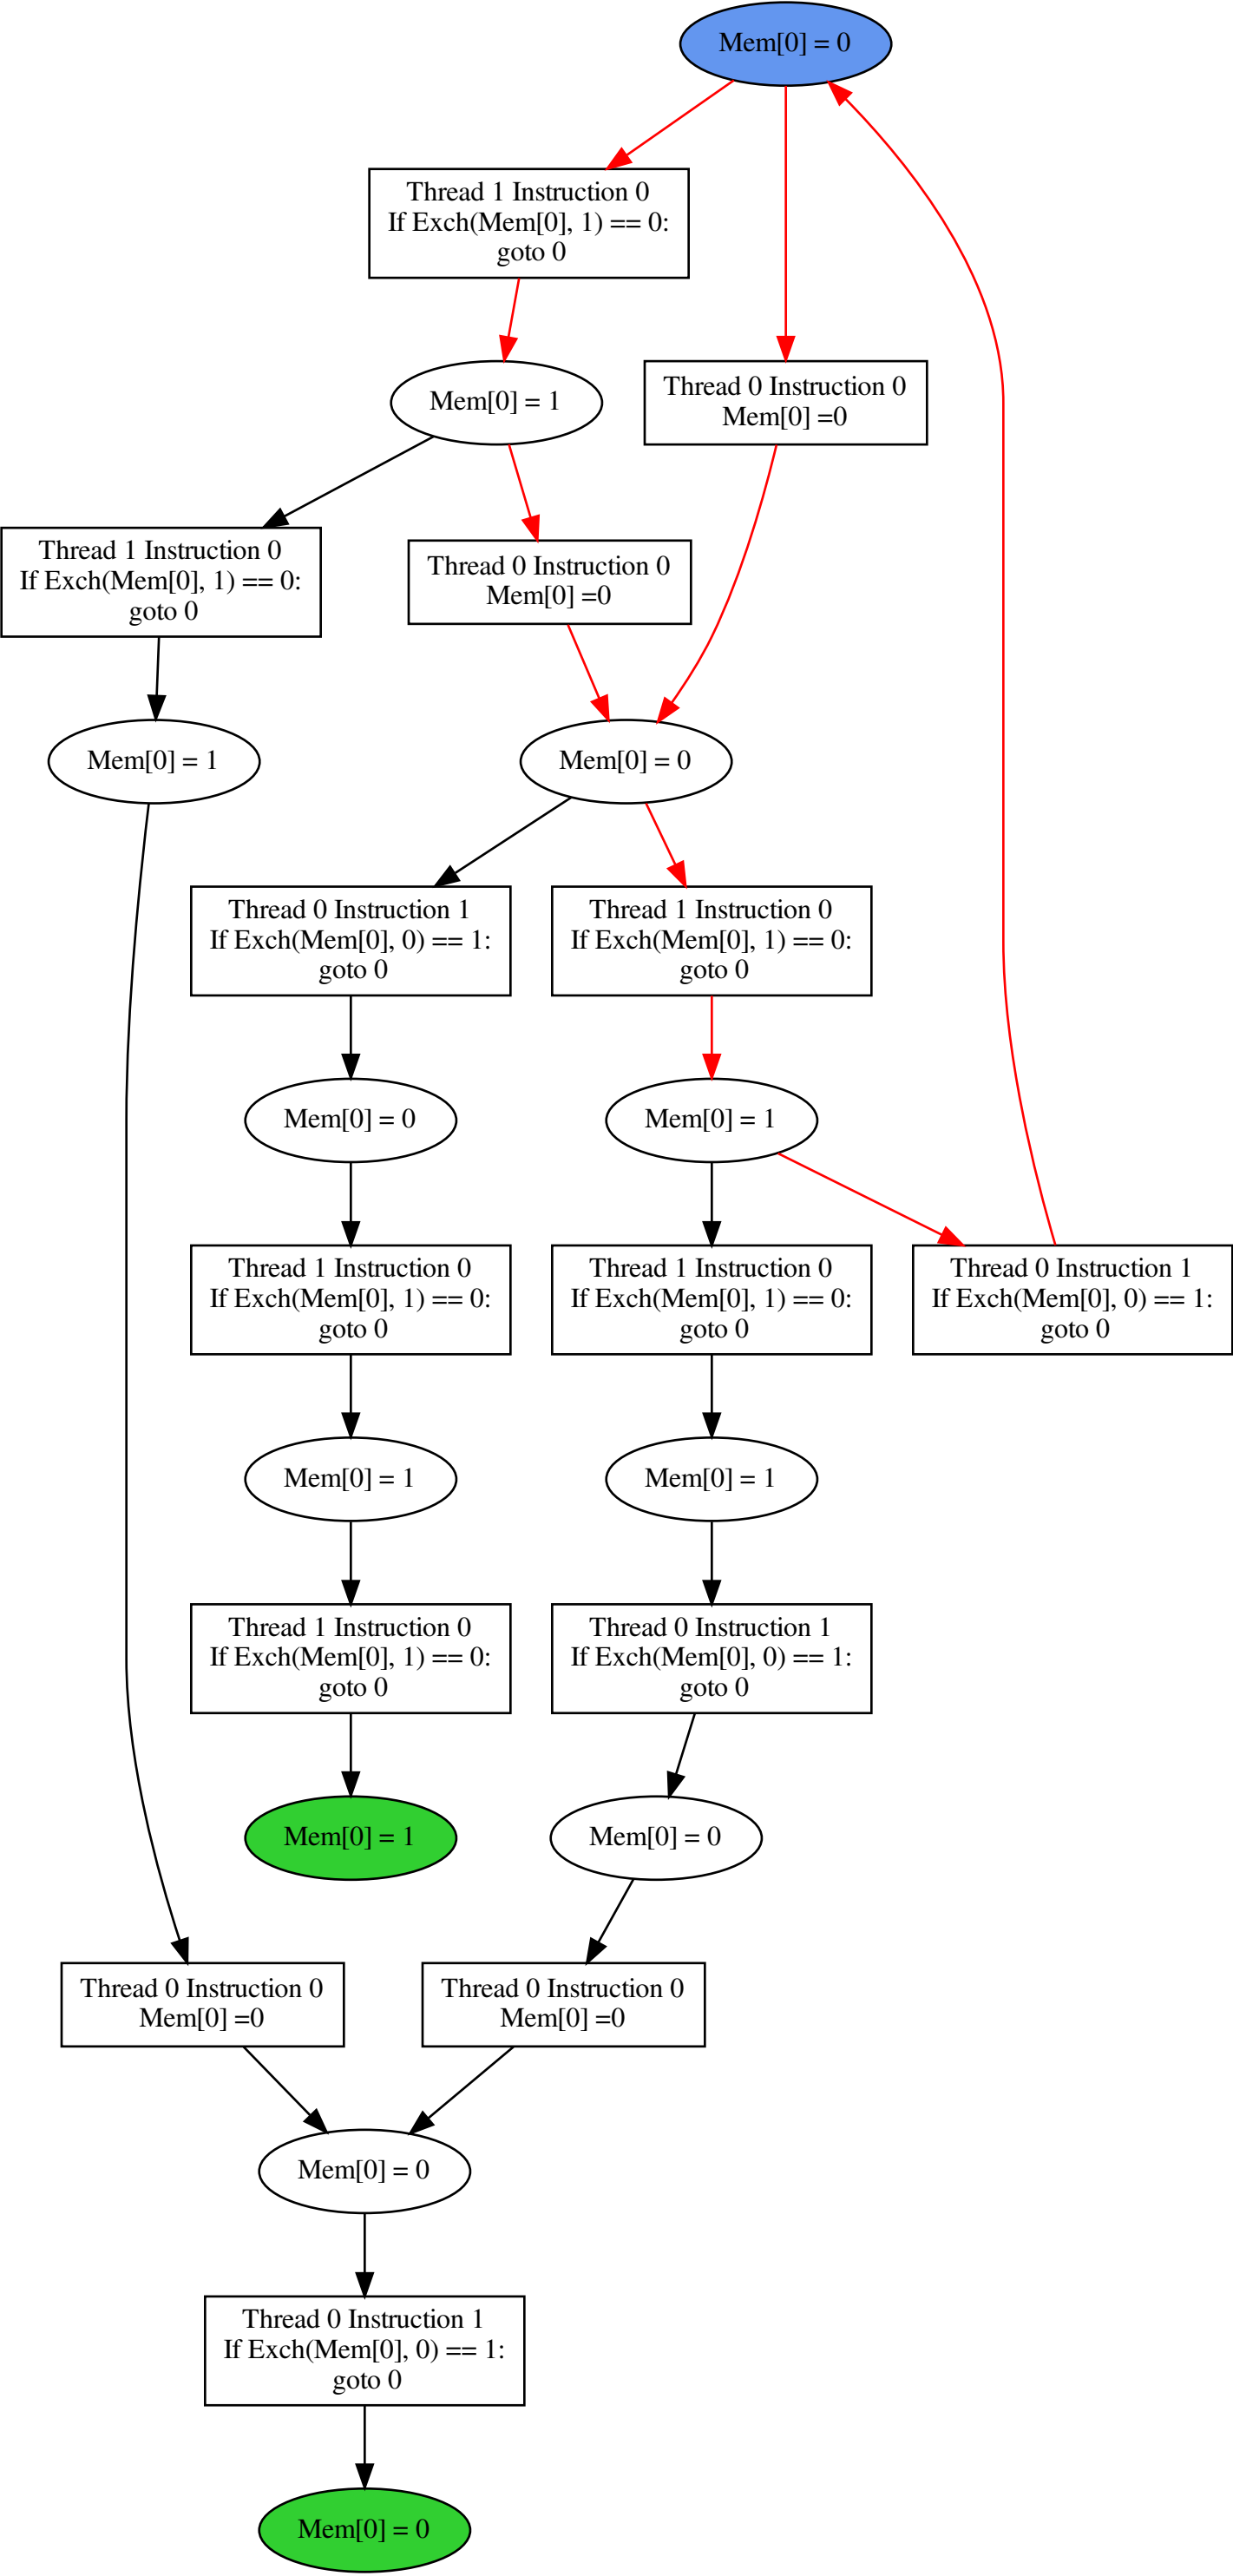 Mem[0] = 0
Thread 1 Instruction 0
If Exch(Mem[0], 1) == 0:
goto 0
Mem[0] = 1
Thread 0 Instruction 0
Mem[0] =0
Thread 1 Instruction 0
If Exch(Mem[0], 1) == 0:
goto 0
Thread 0 Instruction 0
Mem[0] =0
Mem[0] = 1
Mem[0] = 0
Thread 0 Instruction 1
If Exch(Mem[0], 0) == 1:
goto 0
Thread 1 Instruction 0
If Exch(Mem[0], 1) == 0:
goto 0
Mem[0] = 0
Mem[0] = 1
Thread 1 Instruction 0
If Exch(Mem[0], 1) == 0:
goto 0
Thread 1 Instruction 0
If Exch(Mem[0], 1) == 0:
goto 0
Thread 0 Instruction 1
If Exch(Mem[0], 0) == 1:
goto 0
Mem[0] = 1
Mem[0] = 1
Thread 1 Instruction 0
If Exch(Mem[0], 1) == 0:
goto 0
Thread 0 Instruction 1
If Exch(Mem[0], 0) == 1:
goto 0
Mem[0] = 1
Mem[0] = 0
Thread 0 Instruction 0
Mem[0] =0
Thread 0 Instruction 0
Mem[0] =0
Mem[0] = 0
Thread 0 Instruction 1
If Exch(Mem[0], 0) == 1:
goto 0
Mem[0] = 0